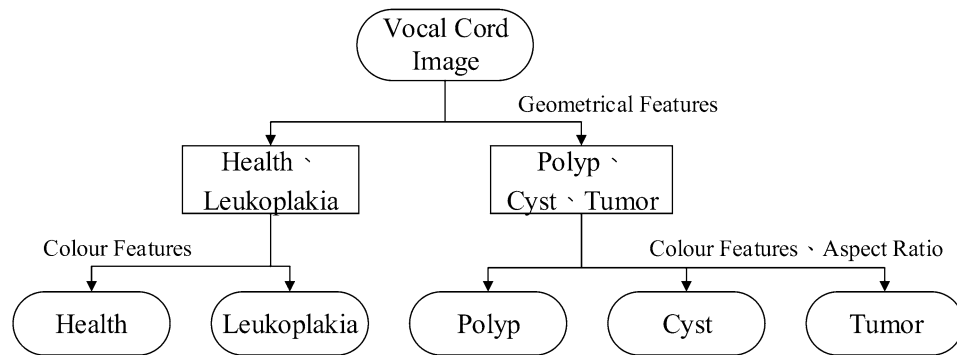 Vocal Cord
Image
Geometrical Features
Health、
Leukoplakia
Polyp、
Cyst、Tumor
Colour Features
Colour Features、Aspect Ratio
Health
Leukoplakia
Polyp
Cyst
Tumor